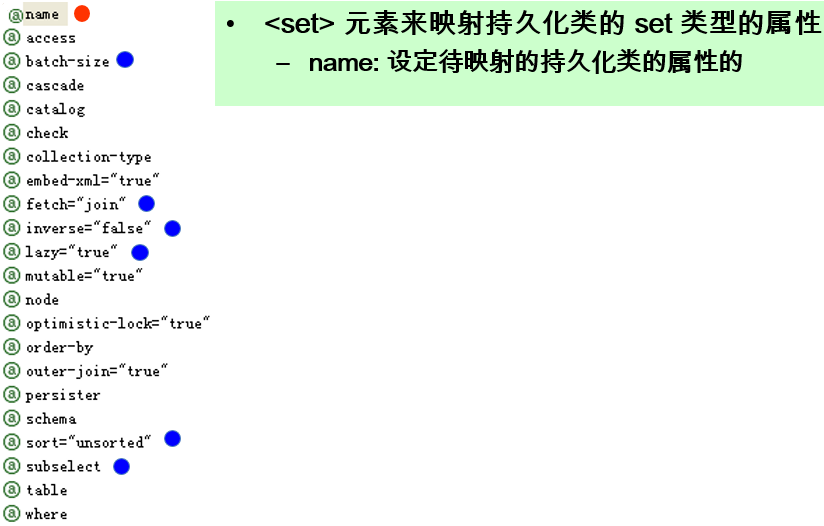 @ name
@ access
@ batch-size
@ cascade
@ catalog
@ check
@ collection-type
@ embed-xml="true"
@ fetch="join"
@ inverse="false"
@ lazy="true"
@ mutable="true"
@ node
@ optimistic-lock="true"
@ order-by
@ outer-join="true"
@ persister
@ schema
@ sort="unsorted"
@ subselect
@ table
@ where
• <set> 元素来映射持久化类的 set 类型的属性
– name: 设定待映射的持久化类的属性的